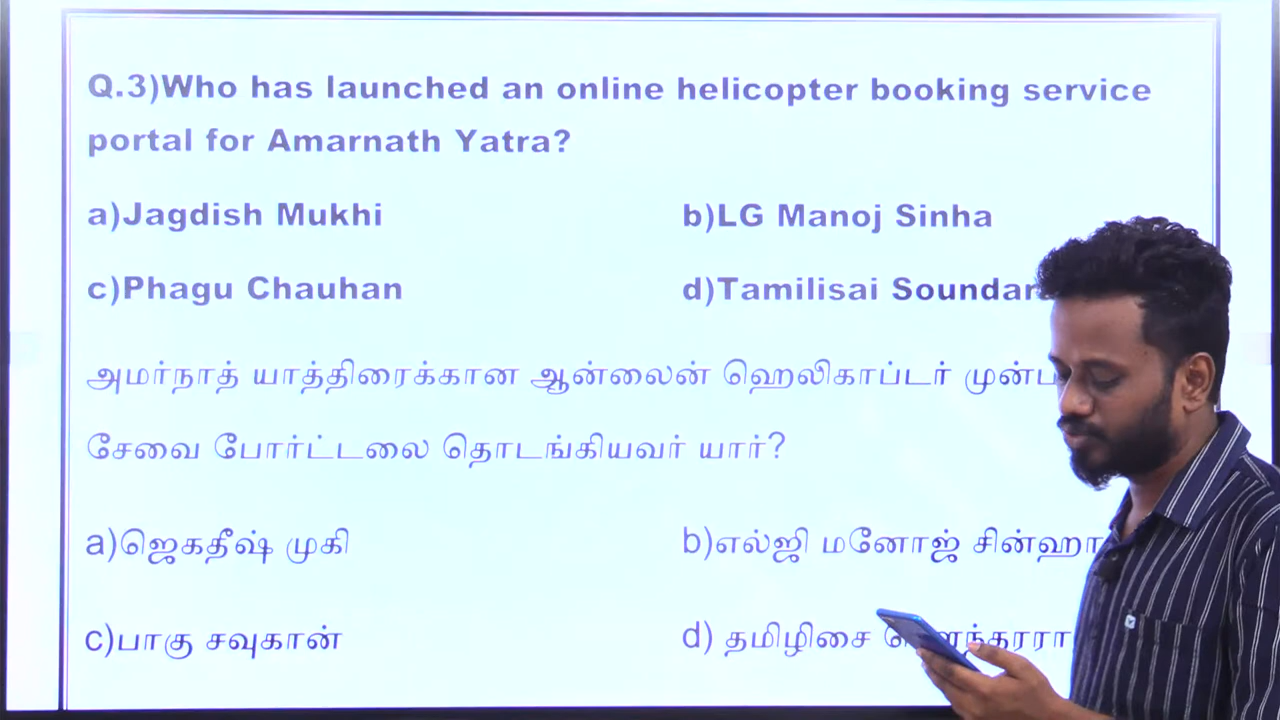 Q.3)Who has launched an online helicopter booking service
portal for Amarnath Yatra?
a)Jagdish Mukhi
b)LG Manoj Sinha
c)Phagu Chauhan
d)Tamilisai
அமர்நாத் யாத்திரைக்கான ஆன்லைன் ஹெலிகாப்டர்
சேவை போர்ட்டலை தொடங்கியவர் யார்?
a)ஜெகதீஷ் முகி
b)எல்ஜி மனோஜ் சின்ஹா
c)பாகு சவுகான்
d) தமிழிசை